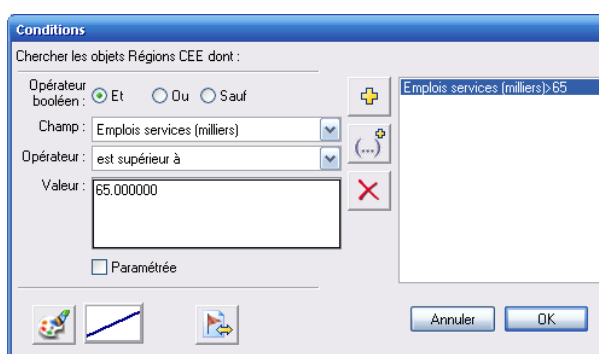 Conditions
Chercher les objets Régions CEE dont :
Opérateur booléen : Et Ou Sauf
Champ : Emplois services (milliers)
Opérateur : est supérieur à
Valeur : 65.000000
Paramétrée
(...)
Emplois services (milliers)>65
Annuler OK